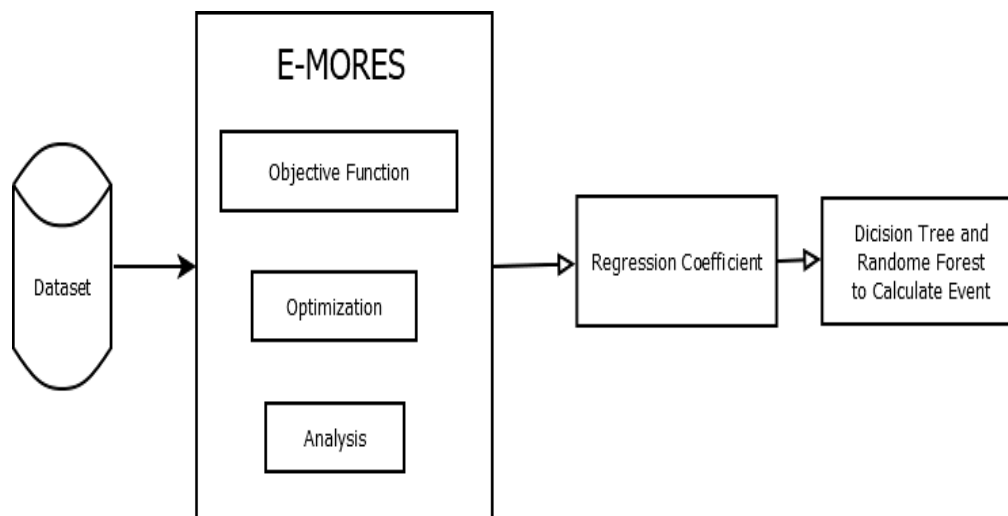 E-MORES
Objective Function
Dataset
Optimization
Analysis
Regression Coefficient
Dicision Tree and
Randome Forest
to Calculate Event